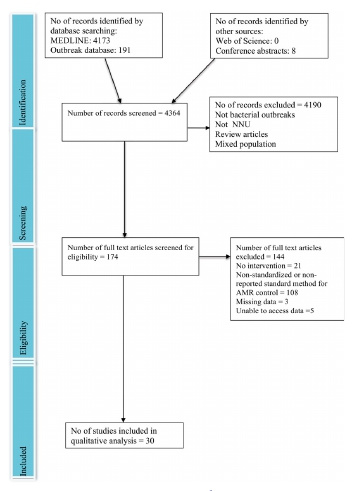 No of records identified by
database searching:
MEDLINE: 4173
Outbreak database: 191
No of records identified by
other sources:
Web of Science: 0
Conference abstracts: 8
Identification
Number of records screened = 4364
No of records excluded = 4190
Not bacterial outbreaks
Not NNU
Review articles
Mixed population
Screening
Number of full text articles screened for
eligibility = 174
Number of full text articles
excluded = 144
No intervention = 21
Non-standardized or non-
reported standard method for
AMR control = 108
Missing data = 3
Unable to access data =5
Eligibility
No of studies included in
qualitative analysis = 30
Included